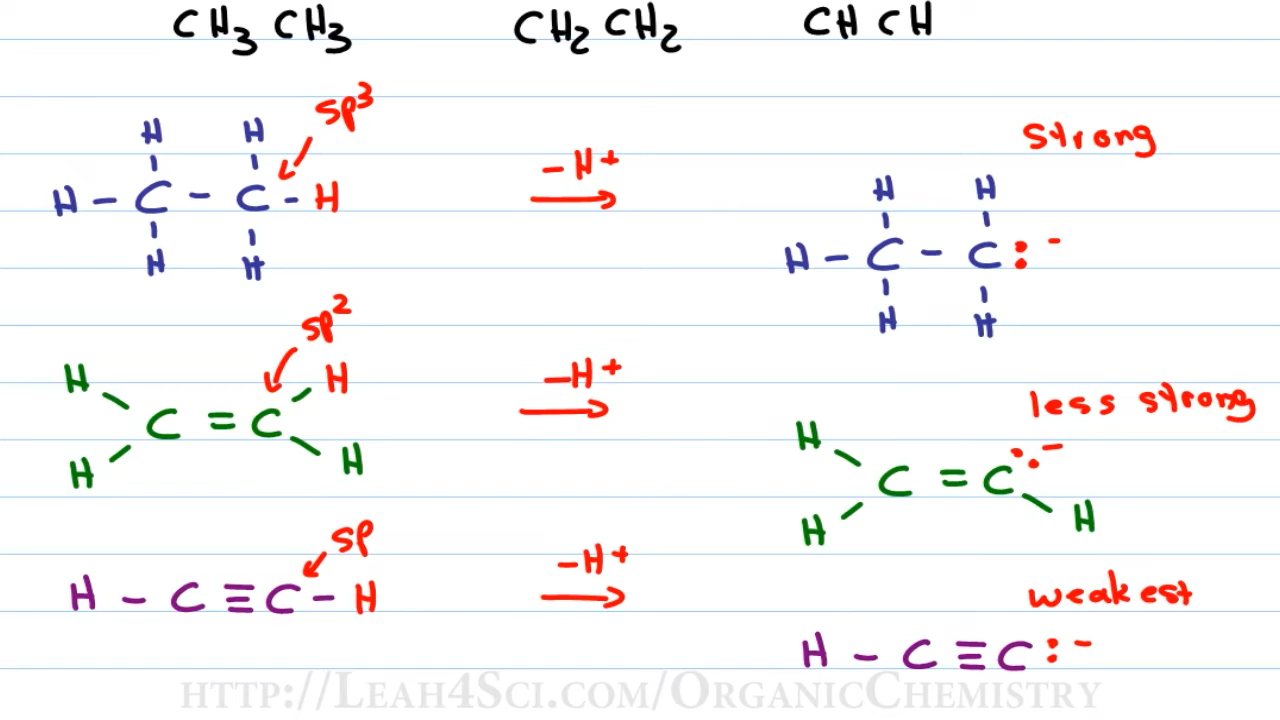 CH3 CH3 CH2 CH2 CH CH
sp3
strong
H H
H - C - C - H
H H
-H+
H H
H - C - C : -
H H
sp2
less strong
H H
C = C
H H
-H+
H
C = C : -
H H
sp
weakest
H - C ≡ C - H
-H+
H - C ≡ C : -
HTTP://LEAH4SCI.COM/ORGANICCHEMISTRY